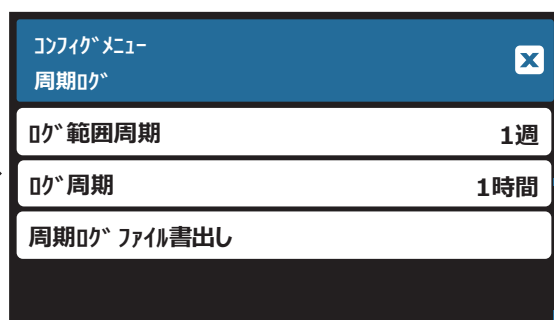 ｺﾝﾌｨｸﾞﾒﾆｭｰ
周期ﾛｸﾞ
ﾛｸﾞ範囲周期 1週
ﾛｸﾞ周期 1時間
周期ﾛｸﾞ ﾌｧｲﾙ書出し